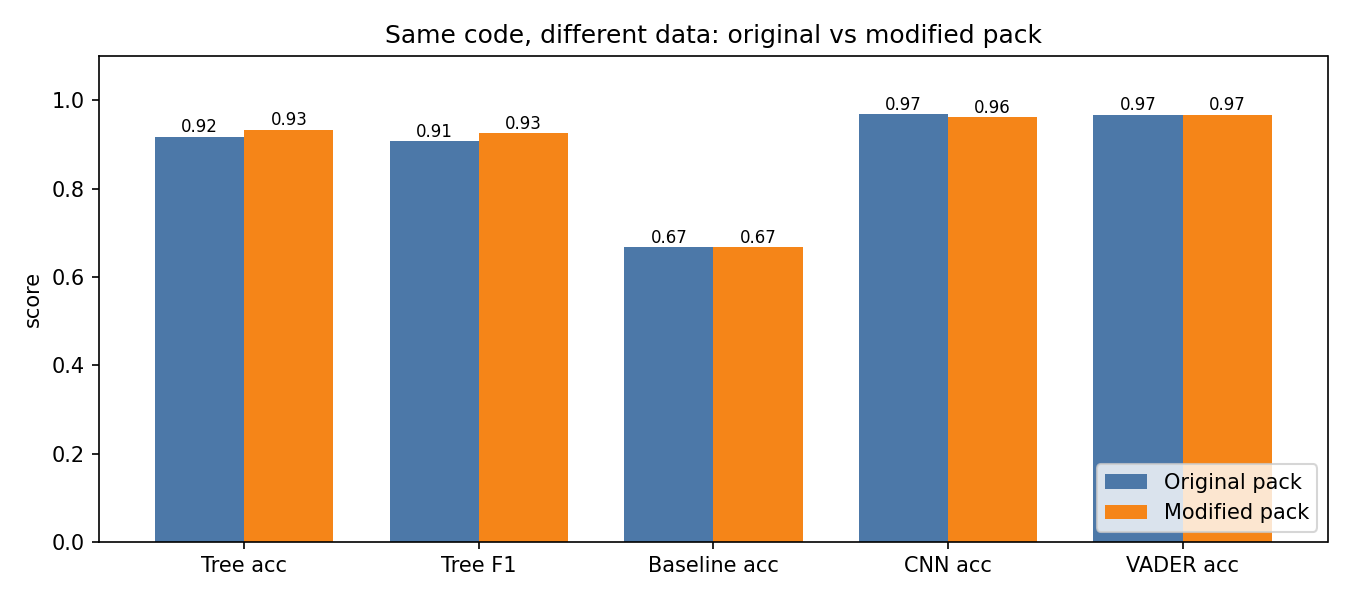 Same code, different data: original vs modified pack
score
1.0
0.8
0.6
0.4
0.2
0.0
0.92
0.93
0.91
0.93
0.67
0.67
0.97
0.96
0.97
0.97
Original pack
Modified pack
Tree acc
Tree F1
Baseline acc
CNN acc
VADER acc